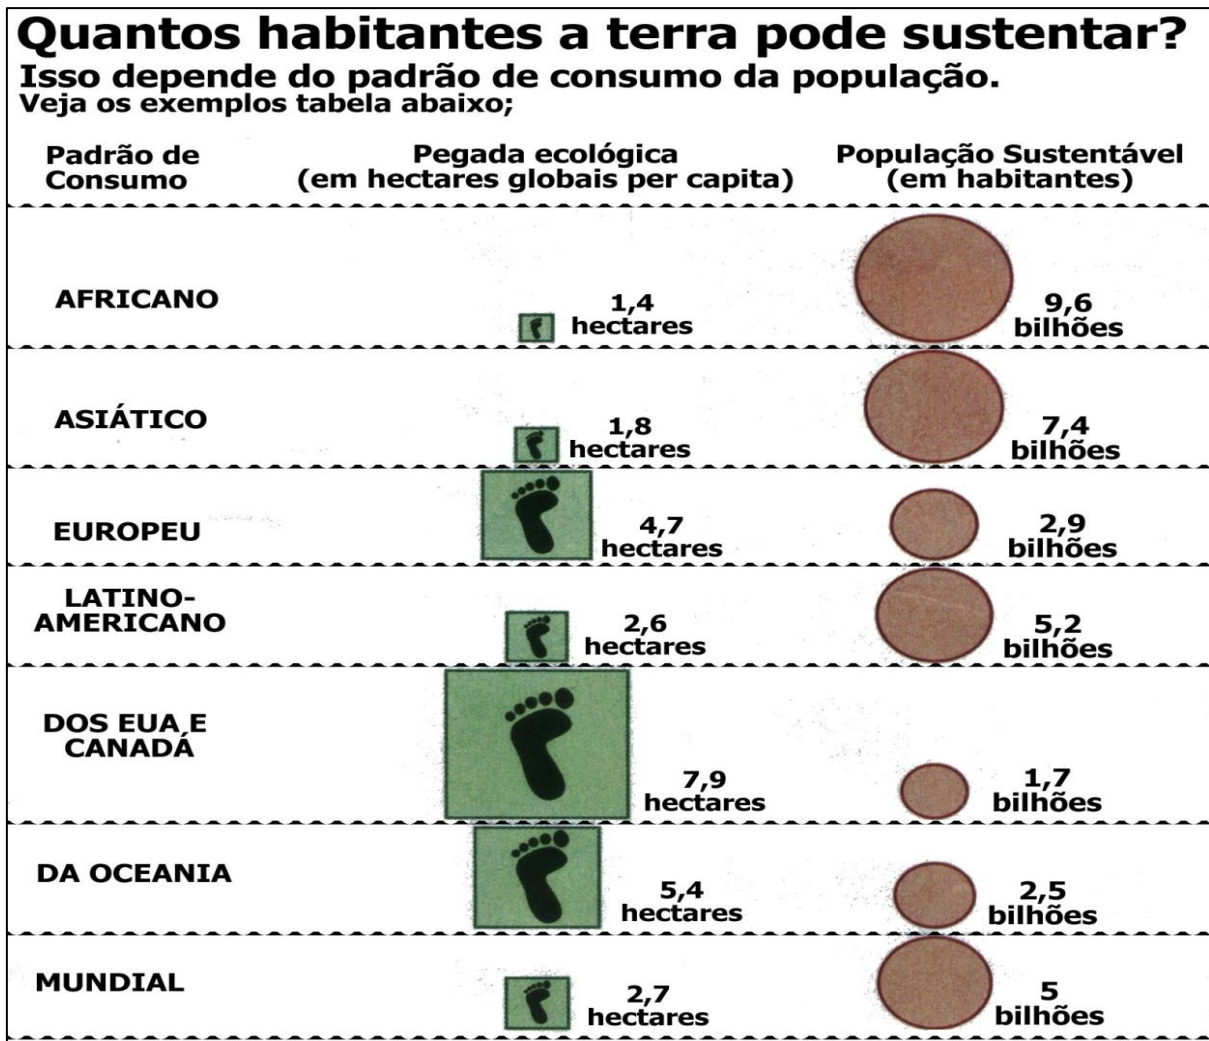 Quantos habitantes a terra pode sustentar?
Isso depende do padrão de consumo da população.
Veja os exemplos tabela abaixo;
Padrão de
Consumo
Pegada ecológica
(em hectares globais per capita)
População Sustentável
(em habitantes)
AFRICANO
1,4
hectares
9,6
bilhões
ASIÁTICO
1,8
hectares
7,4
bilhões
EUROPEU
4,7
hectares
2,9
bilhões
LATINO-
AMERICANO
2,6
hectares
5,2
bilhões
DOS EUA E
CANADÁ
7,9
hectares
1,7
bilhões
DA OCEANIA
5,4
hectares
2,5
bilhões
MUNDIAL
2,7
hectares
5
bilhões